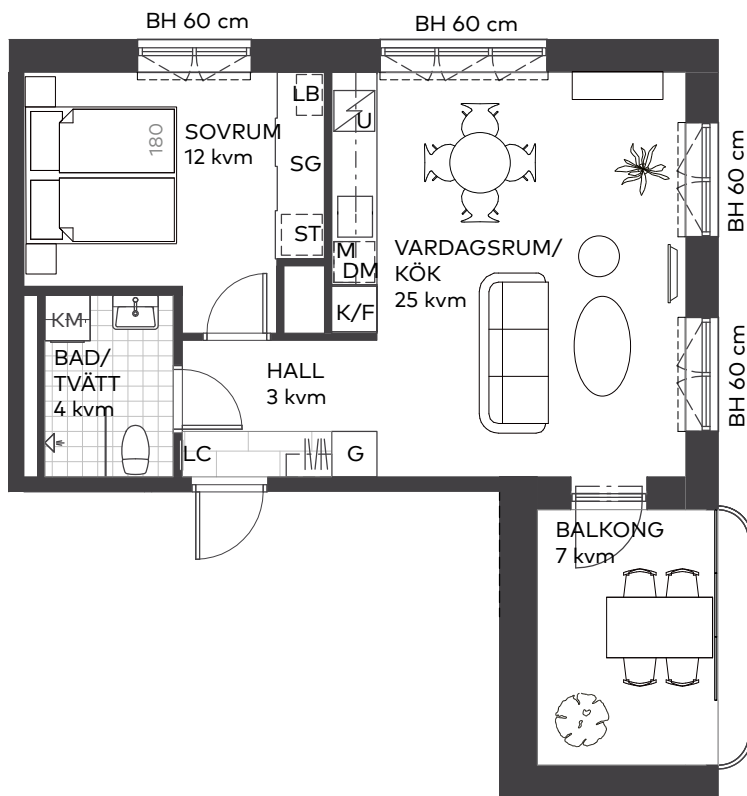 BH 60 cm
BH 60 cm
LB
U
180
SOVRUM
12 kvm
SG
BH 60 cm
ST
M
DM
VARDAGSRUM/
KÖK
25 kvm
K/F
KM
BAD/
TVÄTT
4 kvm
HALL
3 kvm
BH 60 cm
LC
G
BALKONG
7 kvm